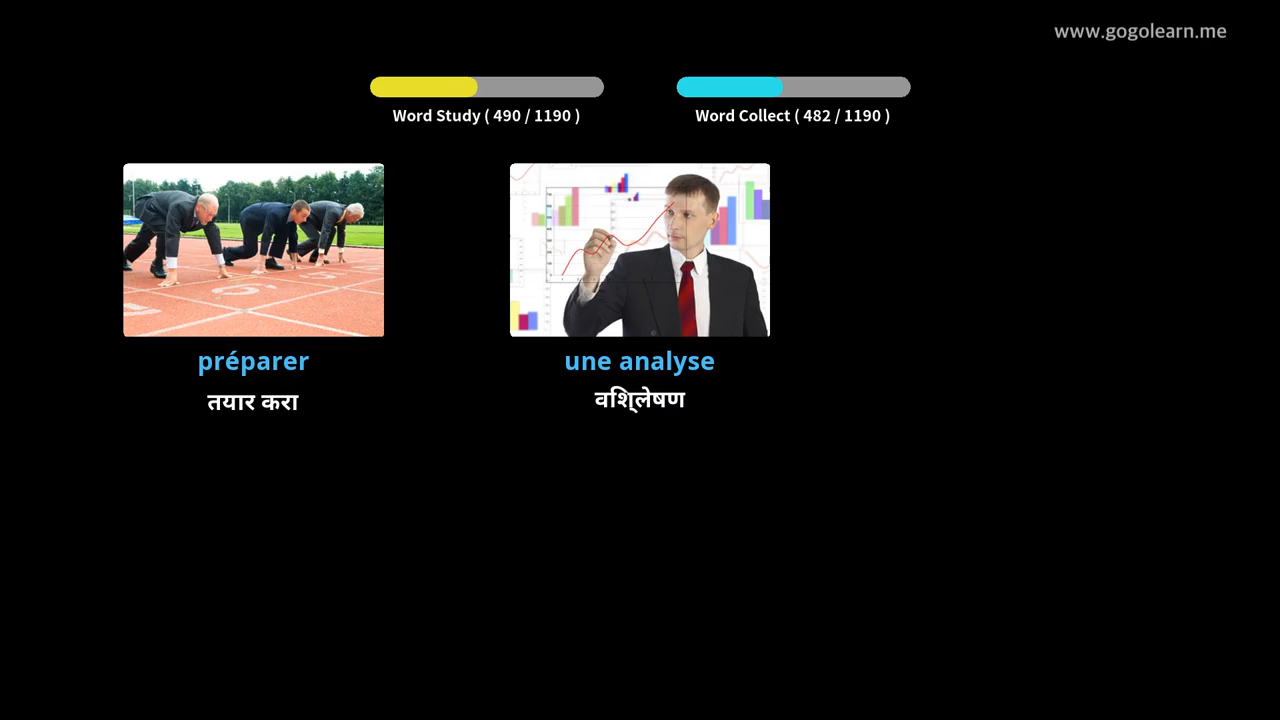 www.gogolearn.me
Word Study ( 490 / 1190 )
Word Collect ( 482 / 1190 )
préparer
une analyse
तयार करा
वशि्लेषण